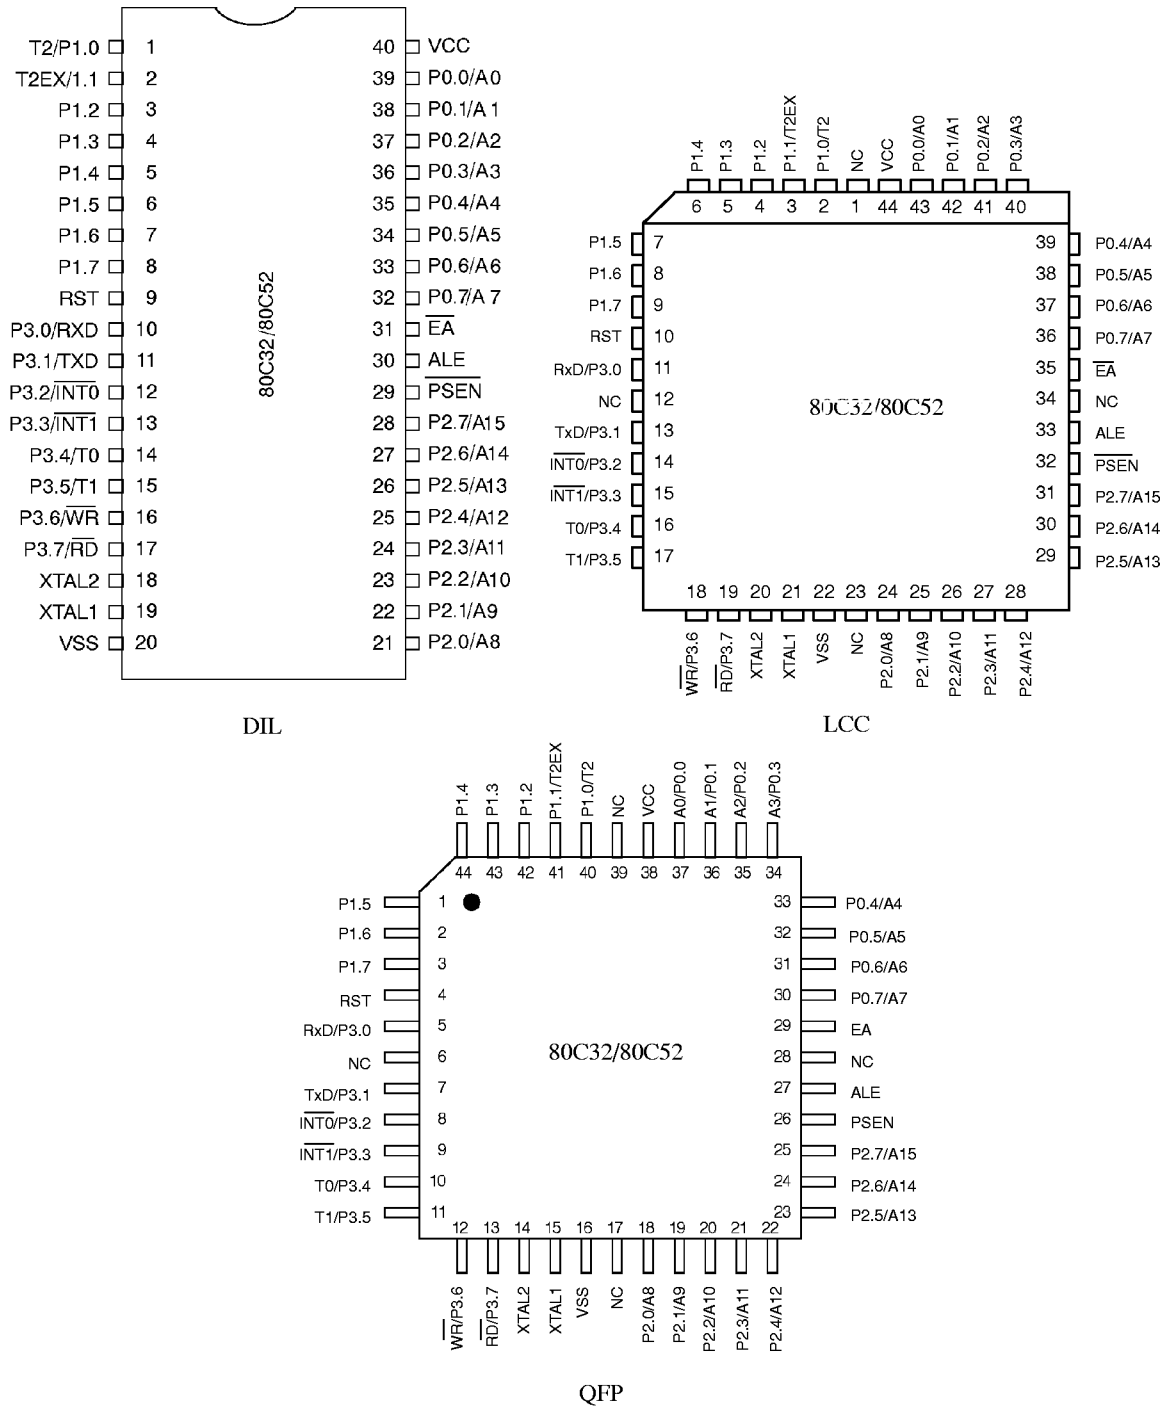 T2/P1.0 1 40 VCC
T2EX/1.1 2 39 P0.0/A0
P1.2 3 38 P0.1/A1
P1.3 4 37 P0.2/A2
P1.4 5 36 P0.3/A3
P1.5 6 35 P0.4/A4
P1.6 7 34 P0.5/A5
P1.7 8 33 P0.6/A6
RST 9 32 P0.7/A7
P3.0/RXD 10 31 EA
P3.1/TXD 11 30 ALE
P3.2/INT0 12 29 PSEN
P3.3/INT1 13 28 P2.7/A15
P3.4/T0 14 27 P2.6/A14
P3.5/T1 15 26 P2.5/A13
P3.6/WR 16 25 P2.4/A12
P3.7/RD 17 24 P2.3/A11
XTAL2 18 23 P2.2/A10
XTAL1 19 22 P2.1/A9
VSS 20 21 P2.0/A8
80C32/80C52
DIL
P1.4 P1.3 P1.2 P1.1/T2EX P1.0/T2 NC VCC P0.0/A0 P0.1/A1 P0.2/A2 P0.3/A3
6 5 4 3 2 1 44 43 42 41 40
P1.5 7 39 P0.4/A4
P1.6 8 38 P0.5/A5
P1.7 9 37 P0.6/A6
RST 10 36 P0.7/A7
RxD/P3.0 11 35 EA
NC 12 34 NC
TxD/P3.1 13 33 ALE
INT0/P3.2 14 32 PSEN
INT1/P3.3 15 31 P2.7/A15
T0/P3.4 16 30 P2.6/A14
T1/P3.5 17 29 P2.5/A13
80C32/80C52
18 19 20 21 22 23 24 25 26 27 28
WR/P3.6 RD/P3.7 XTAL2 XTAL1 VSS NC P2.0/A8 P2.1/A9 P2.2/A10 P2.3/A11 P2.4/A12
LCC
P1.4 P1.3 P1.2 P1.1/T2EX P1.0/T2 NC VCC A0/P0.0 A1/P0.1 A2/P0.2 A3/P0.3
44 43 42 41 40 39 38 37 36 35 34
P1.5 1 33 P0.4/A4
P1.6 2 32 P0.5/A5
P1.7 3 31 P0.6/A6
RST 4 30 P0.7/A7
RxD/P3.0 5 29 EA
NC 6 28 NC
TxD/P3.1 7 27 ALE
INT0/P3.2 8 26 PSEN
INT1/P3.3 9 25 P2.7/A15
T0/P3.4 10 24 P2.6/A14
T1/P3.5 11 23 P2.5/A13
80C32/80C52
12 13 14 15 16 17 18 19 20 21 22
WR/P3.6 RD/P3.7 XTAL2 XTAL1 VSS NC P2.0/A8 P2.1/A9 P2.2/A10 P2.3/A11 P2.4/A12
QFP